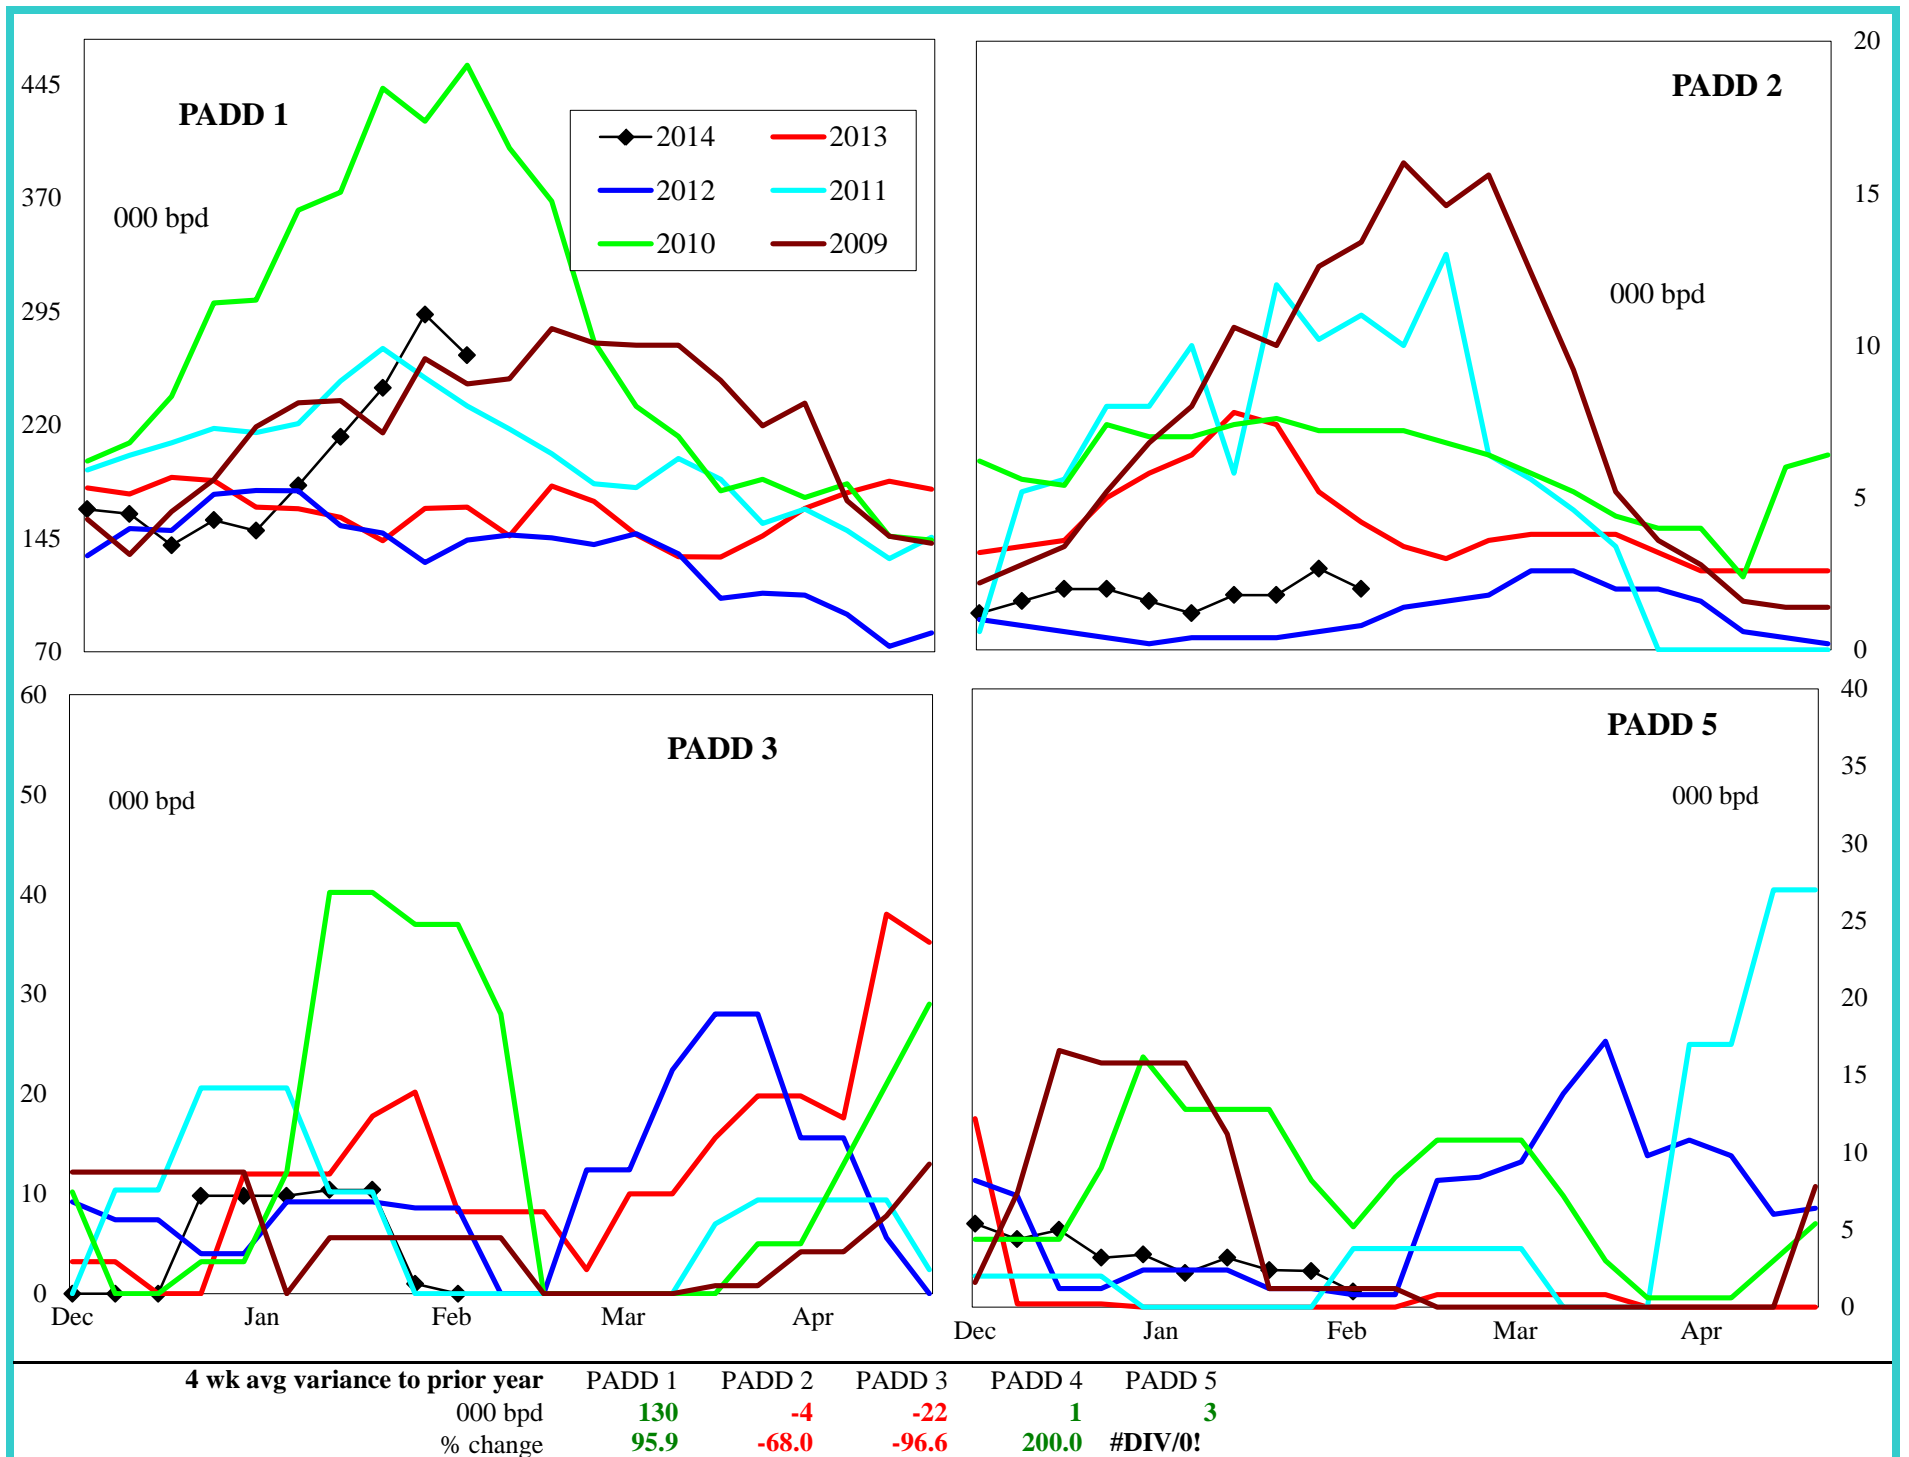 PADD 1
000 bpd
445
370
295
220
145
70
2014 2013
2012 2011
2010 2009
PADD 2
000 bpd
20
15
10
5
0
PADD 3
000 bpd
60
50
40
30
20
10
0
Dec Jan Feb Mar Apr
PADD 5
000 bpd
40
35
30
25
20
15
10
5
0
Dec Jan Feb Mar Apr
4 wk avg variance to prior year PADD 1 PADD 2 PADD 3 PADD 4 PADD 5
000 bpd 130 -4 -22 1 3
% change 95.9 -68.0 -96.6 200.0 #DIV/0!